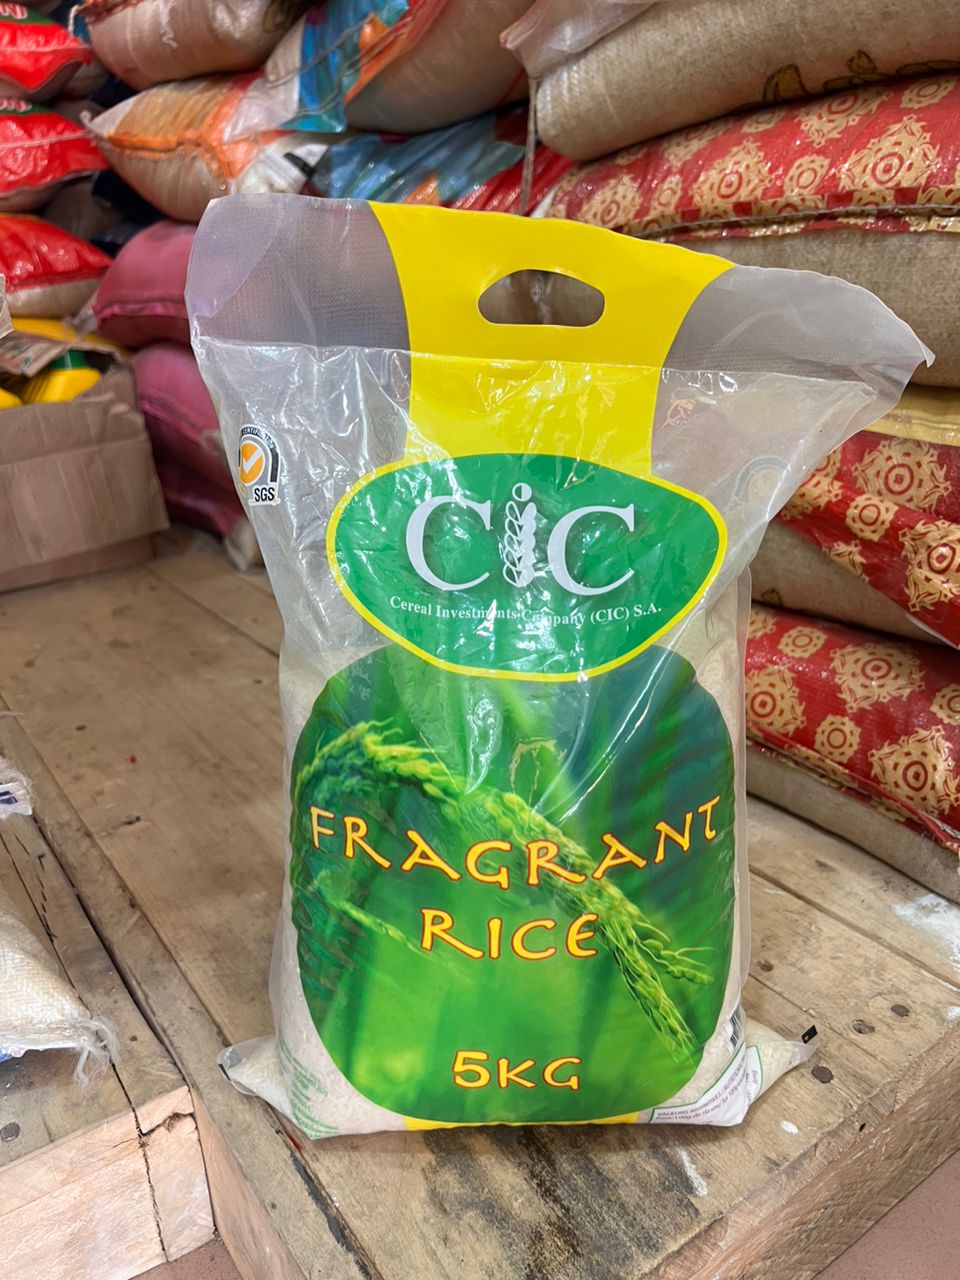 SGS
CiC
Cereal Investments Company (CIC) S.A.
FRAGRANT
RICE
5KG